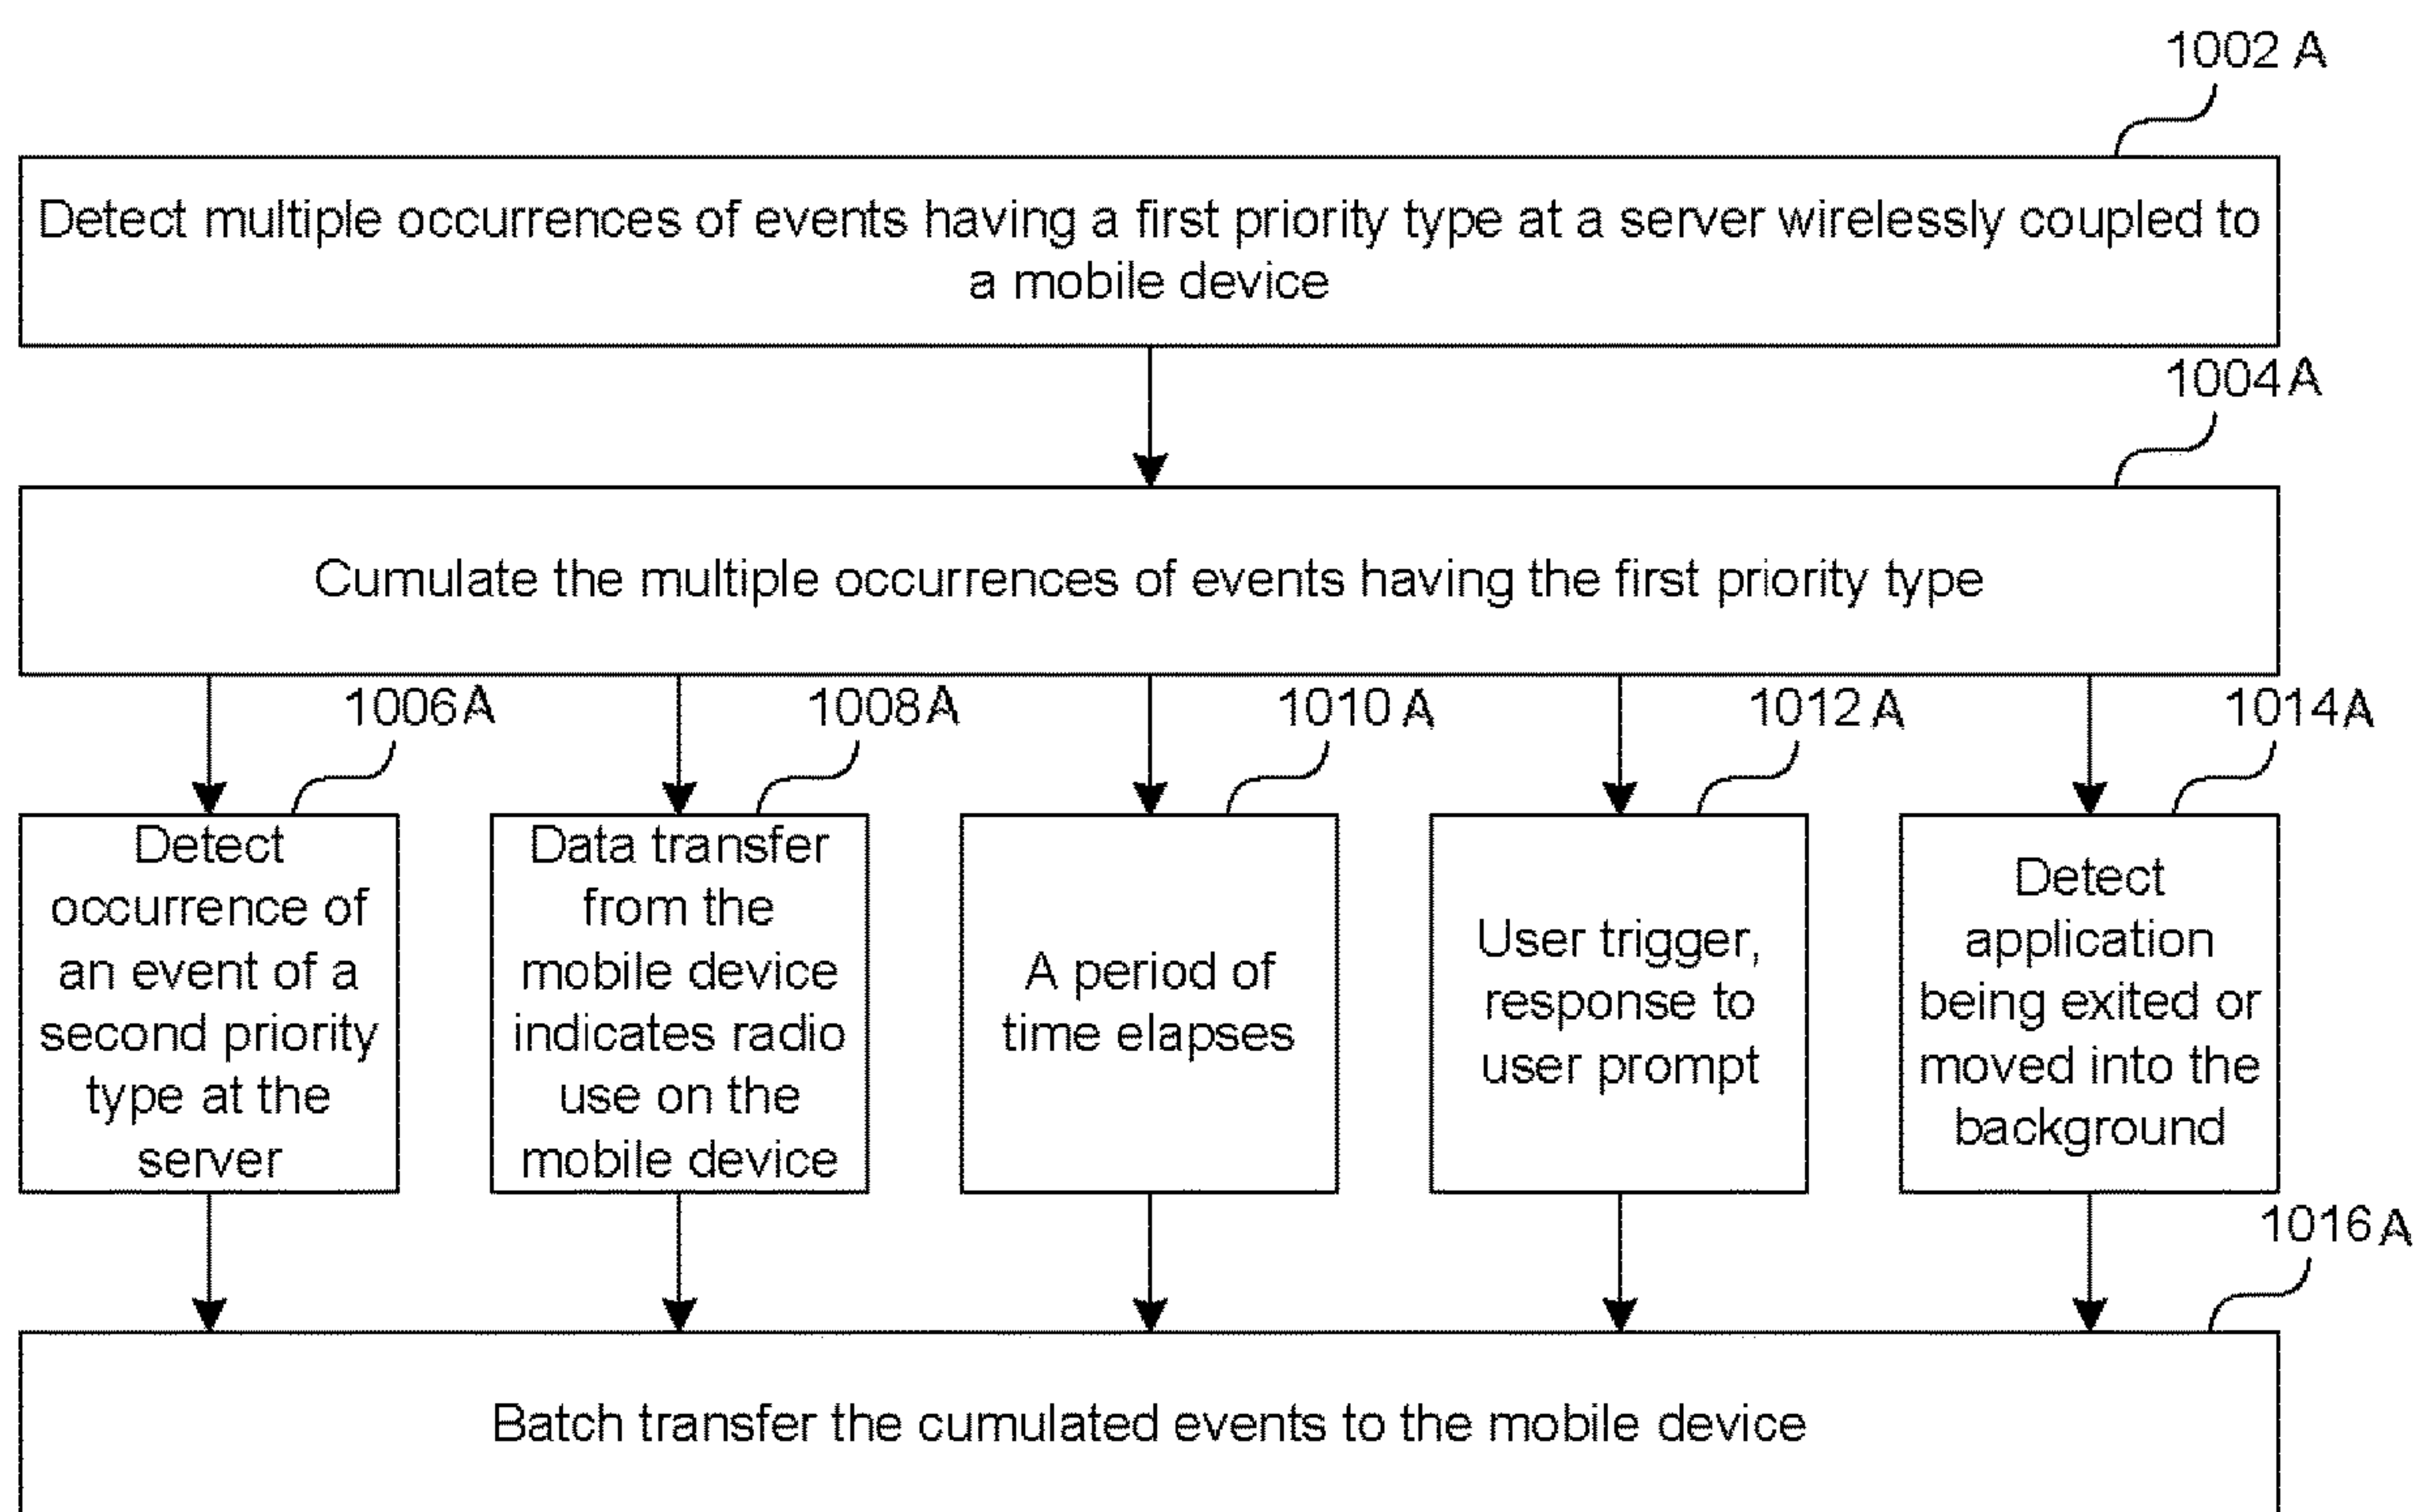 1002 A
Detect multiple occurrences of events having a first priority type at a server wirelessly coupled to
a mobile device
1004A
Cumulate the multiple occurrences of events having the first priority type
1006A
Detect
occurrence of
an event of a
second priority
type at the
server
1008A
Data transfer
from the
mobile device
indicates radio
use on the
mobile device
1010 A
A period of
time elapses
1012 A
User trigger,
response to
user prompt
1014A
Detect
application
being exited or
moved into the
background
1016A
Batch transfer the cumulated events to the mobile device